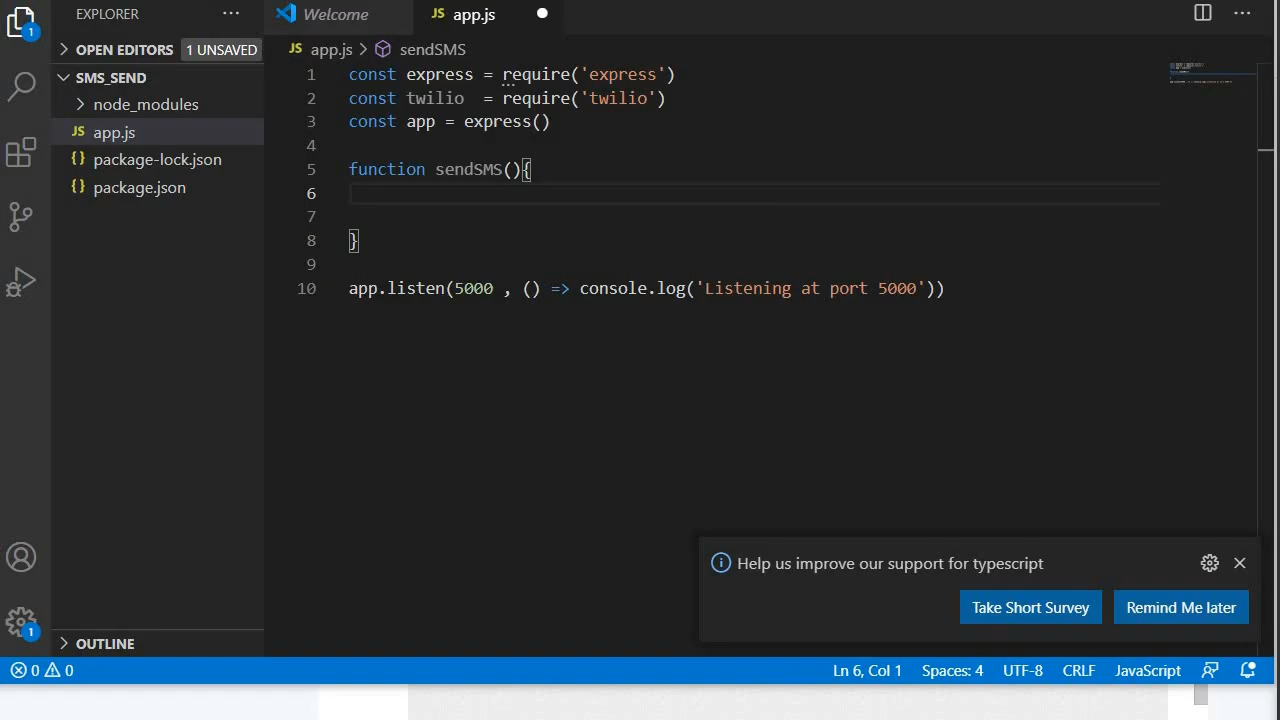 EXPLORER ...
Welcome
JS app.js
1
OPEN EDITORS 1 UNSAVED
JS app.js > sendSMS
SMS_SEND
node_modules
JS app.js
{} package-lock.json
{} package.json
1 const express = require('express')
2 const twilio  = require('twilio')
3 const app = express()
4
5 function sendSMS(){
6
7
8 }
9
10 app.listen(5000 , () => console.log('Listening at port 5000'))
Help us improve our support for typescript
Take Short Survey
Remind Me later
1
OUTLINE
0 0
Ln 6, Col 1 Spaces: 4 UTF-8 CRLF JavaScript